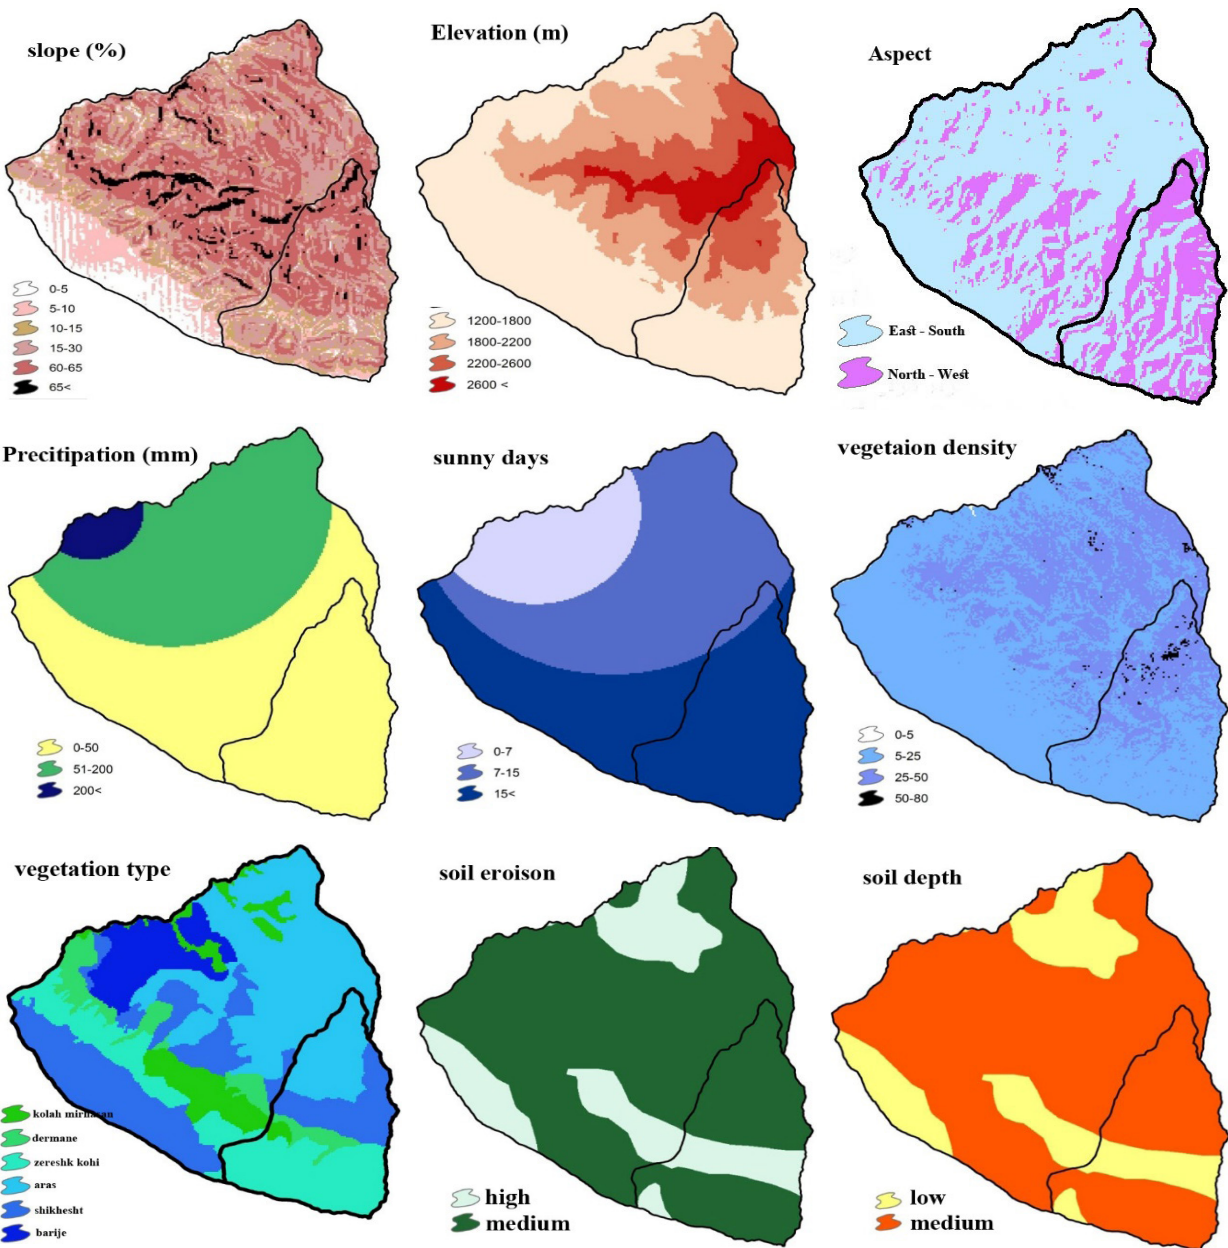 slope (%)
0-5
5-10
10-15
15-30
60-65
65<
Elevation (m)
1200-1800
1800-2200
2200-2600
2600 <
Aspect
East - South
North - West
Precitipation (mm)
0-50
51-200
200<
sunny days
0-7
7-15
15<
vegetaion density
0-5
5-25
25-50
50-80
vegetation type
kolah mirhasan
dermane
zereshk kohi
aras
shikhesht
barije
soil eroison
high
medium
soil depth
low
medium